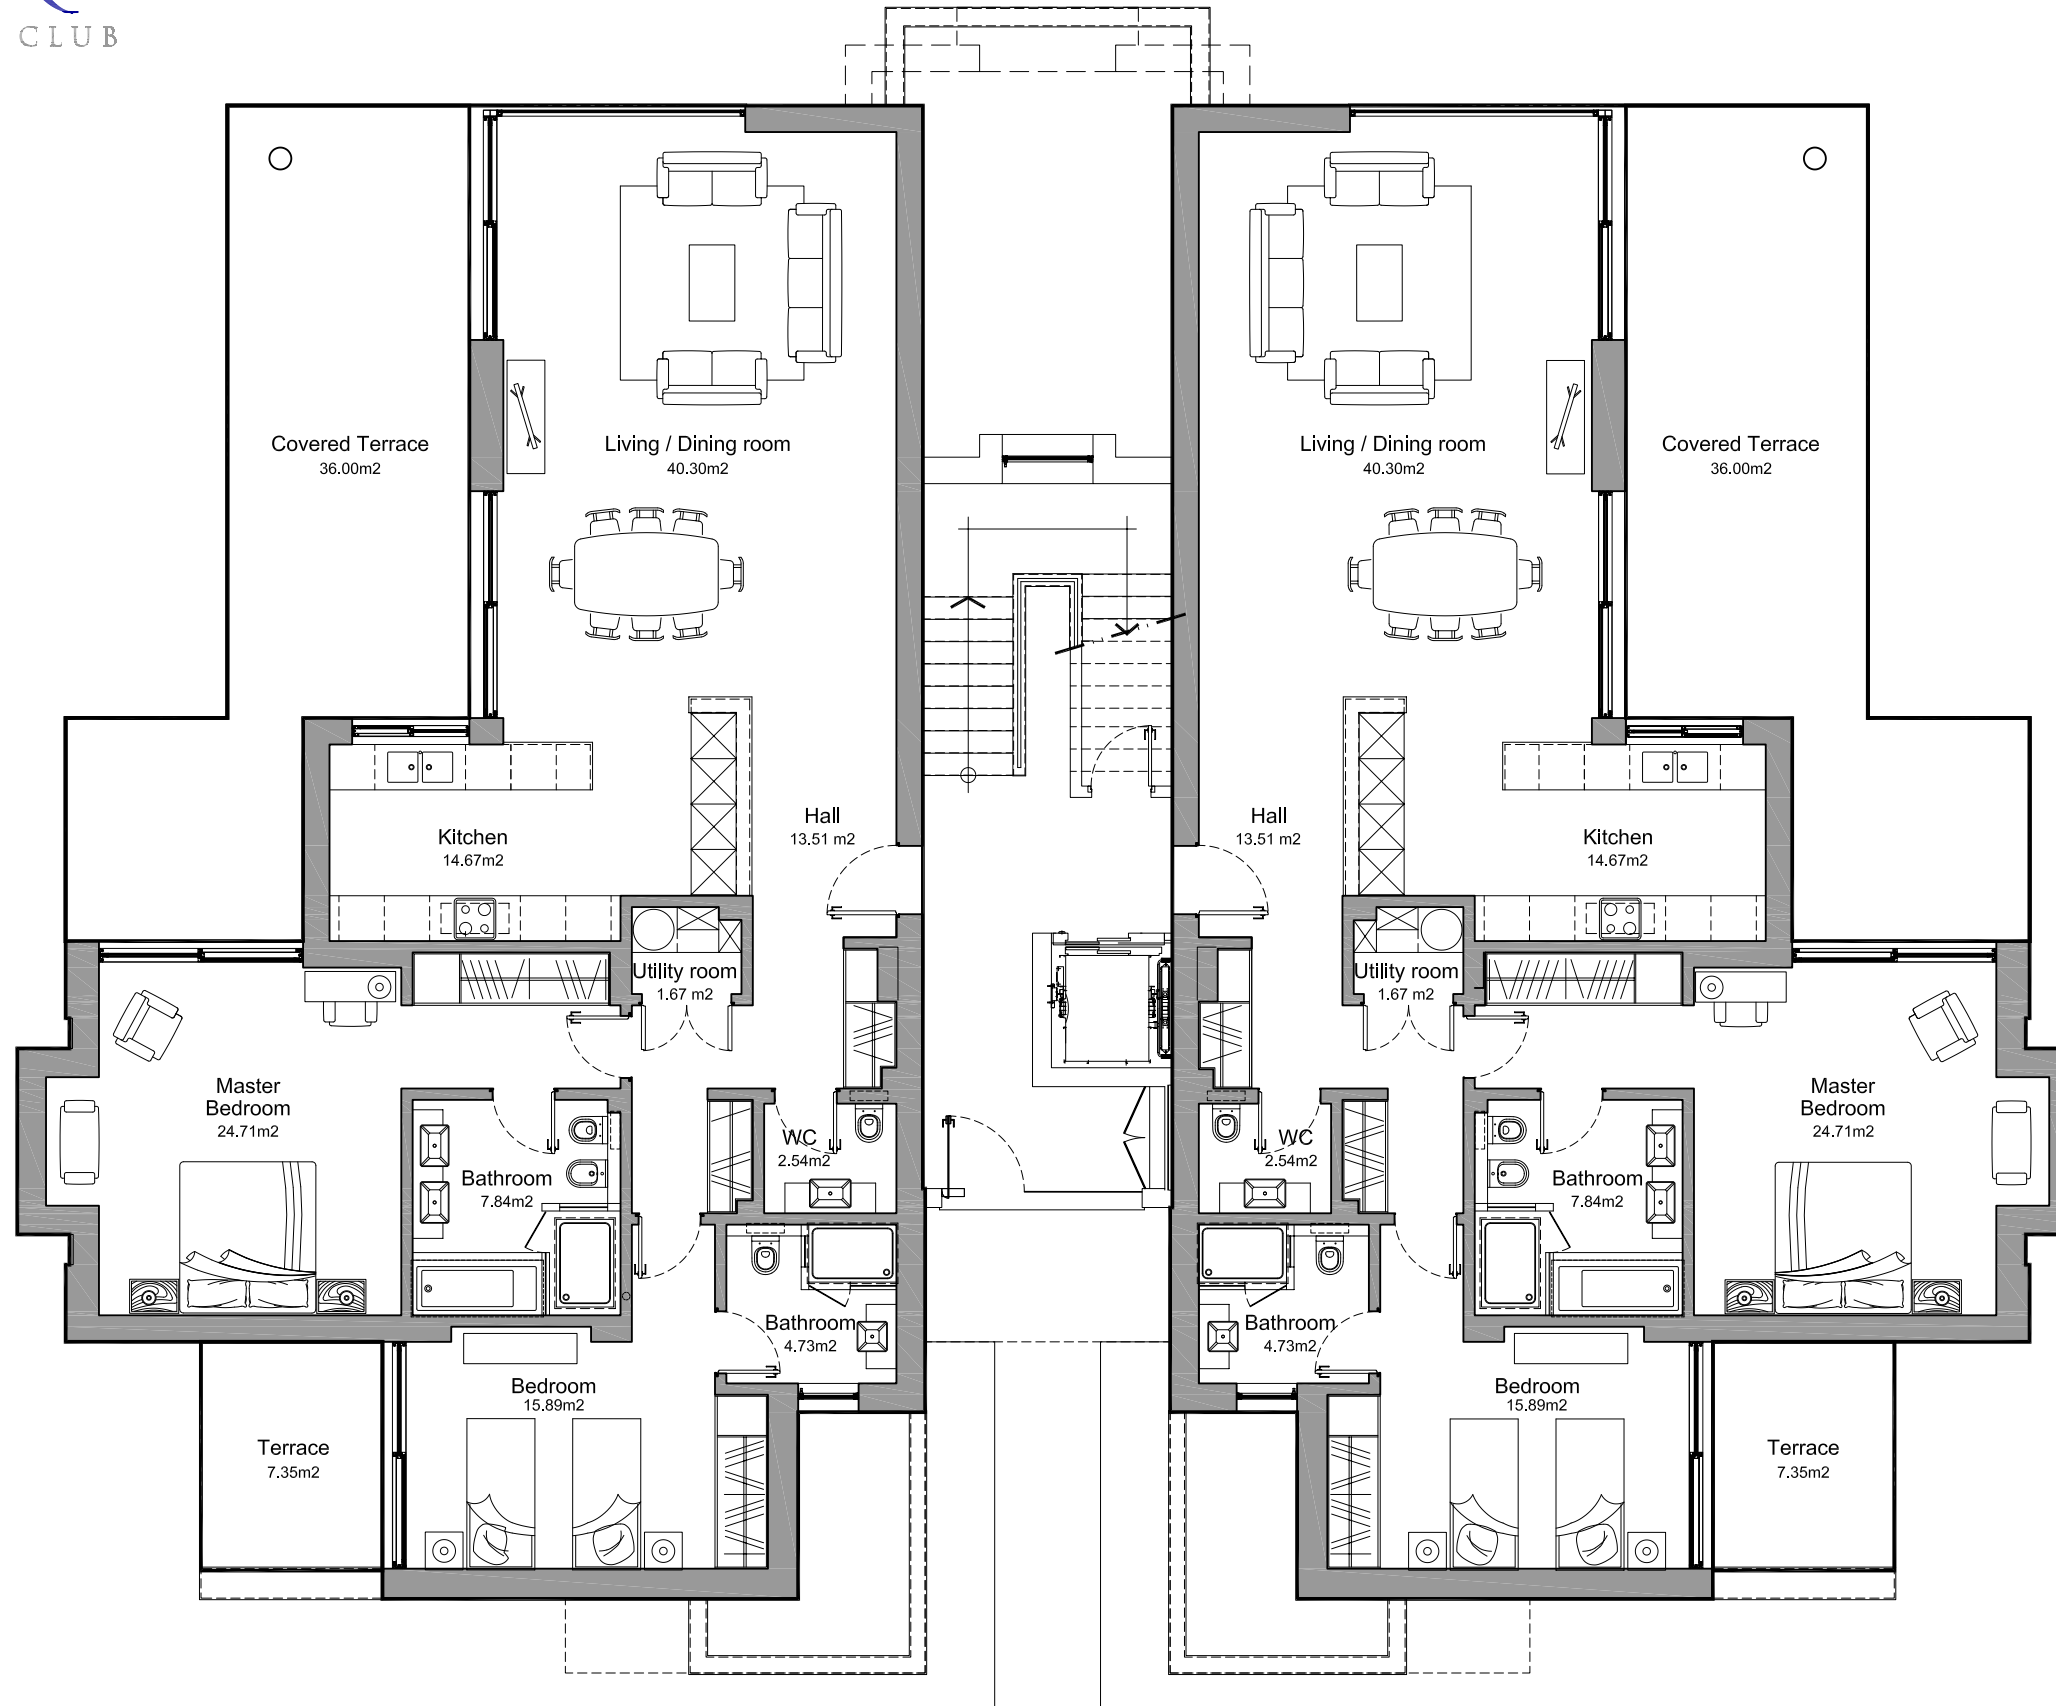 CLUB
Covered Terrace
36.00m2
Living / Dining room
40.30m2
Living / Dining room
40.30m2
Covered Terrace
36.00m2
Kitchen
14.67m2
Hall
13.51 m2
Hall
13.51 m2
Kitchen
14.67m2
Utility room
1.67 m2
Utility room
1.67 m2
Master
Bedroom
24.71m2
Bathroom
7.84m2
WC
2.54m2
WC
2.54m2
Bathroom
7.84m2
Master
Bedroom
24.71m2
Bathroom
4.73m2
Bathroom
4.73m2
Bedroom
15.89m2
Bedroom
15.89m2
Terrace
7.35m2
Terrace
7.35m2